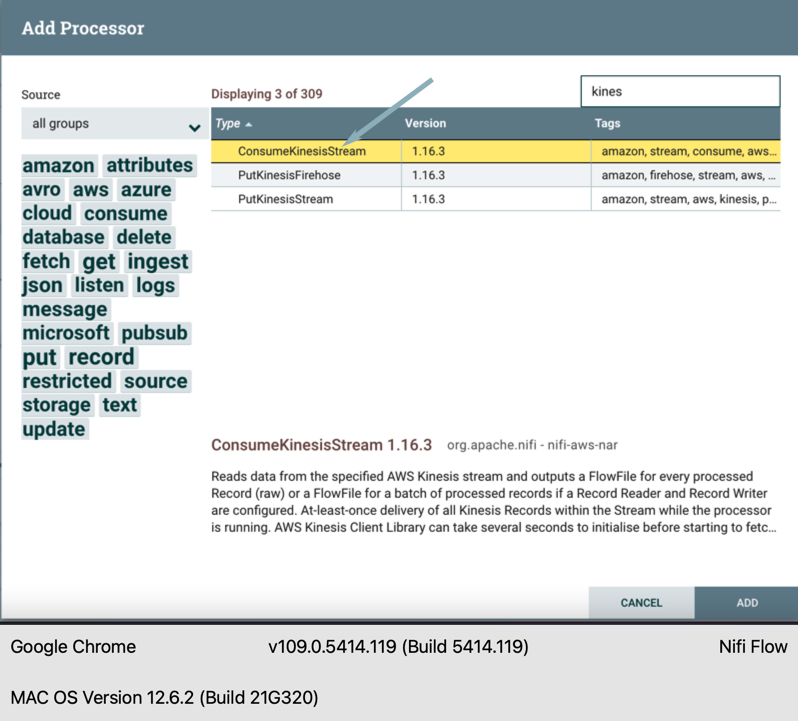 Add Processor
Source
Displaying 3 of 309
kines
all groups
Type
Version
Tags
ConsumeKinesisStream
1.16.3
amazon, stream, consume, aws...
PutKinesisFirehose
1.16.3
amazon, firehose, stream, aws, ...
PutKinesisStream
1.16.3
amazon, stream, aws, kinesis, p...
amazon attributes
avro aws azure
cloud consume
database delete
fetch get ingest
json listen logs
message
microsoft pubsub
put record
restricted source
storage text
update
ConsumeKinesisStream 1.16.3 org.apache.nifi - nifi-aws-nar
Reads data from the specified AWS Kinesis stream and outputs a FlowFile for every processed
Record (raw) or a FlowFile for a batch of processed records if a Record Reader and Record Writer
are configured. At-least-once delivery of all Kinesis Records within the Stream while the processor
is running. AWS Kinesis Client Library can take several seconds to initialise before starting to fetc...
CANCEL
ADD
Google Chrome
v109.0.5414.119 (Build 5414.119)
Nifi Flow
MAC OS Version 12.6.2 (Build 21G320)